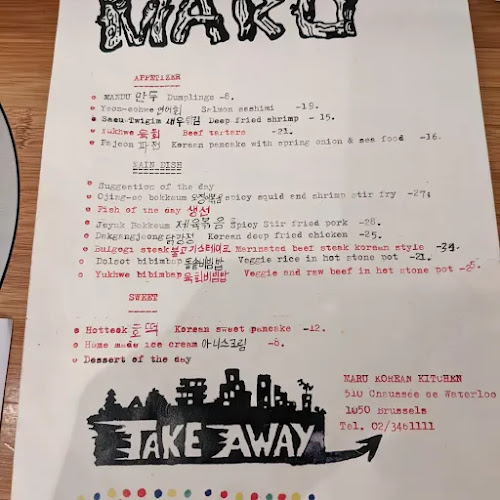 MARU
APPETIZER
MANDU 만두 Dumplings -8.
Yeon-eohwe 연어회 Salmon sashimi -19.
Saeu-Twigim 새우튀김 Deep fried shrimp - 15.
Yukhwe 육회 Beef tartare -21.
Pajeon 파전 Korean pancake with spring onion & sea food -16.
MAIN DISH
Suggestion of the day
Ojing-eo bokkeum 오징어볶음 spicy squid and shrimp stir fry -27.
Fish of the day 생선
Jeyuk Bokkeum 제육볶음 Spicy Stir fried pork -28.
Dakgangjeong 닭강정 Korean deep fried chicken -25.
Bulgogi steak 불고기스테이크 Marinated beef steak korean style -34.
Dolsot bibimbap 돌솥비빔밥 Veggie rice in hot stone pot -21.
Yukhwe bibimbap 육회비빔밥 Veggie and raw beef in hot stone pot -25.
SWEET
Hotteok 호떡 Korean sweet pancake -12.
Home made ice cream 아이스크림 -8.
Dessert of the day
TAKE AWAY
MARU KOREAN KITCHEN
510 Chaussée de Waterloo
1050 Brussels
Tel. 02/3461111